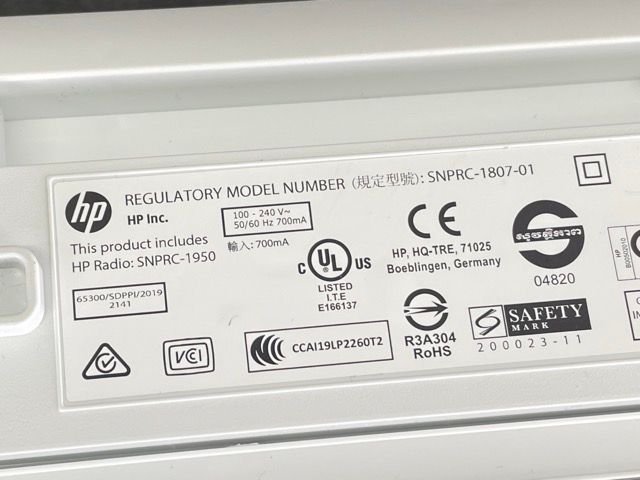 hp
REGULATORY MODEL NUMBER (規定型號): SNPRC-1807-01
HP Inc.
This product includes
HP Radio: SNPRC-1950
100 - 240 V~
50/60 Hz 700mA
輸入: 700mA
65300/SDPPI/2019
2141
C UL US
LISTED
I.T.E
E166137
CE
HP, HQ-TRE, 71025
Boeblingen, Germany
04820
VCI
CCAI19LP2260T2
R3A304
RoHS
S SAFETY
MARK
200023-11
HP
B00502010